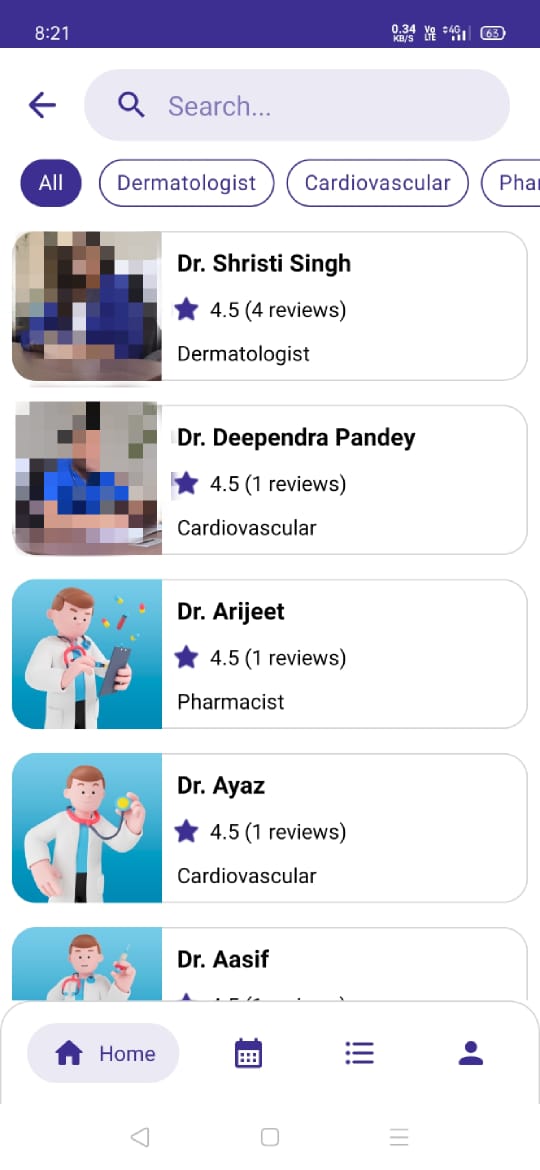 8:21
0.34 KB/S Vo LTE 4G 63
Search...
All Dermatologist Cardiovascular Phar
Dr. Shristi Singh
4.5 (4 reviews)
Dermatologist
Dr. Deependra Pandey
4.5 (1 reviews)
Cardiovascular
Dr. Arijeet
4.5 (1 reviews)
Pharmacist
Dr. Ayaz
4.5 (1 reviews)
Cardiovascular
Dr. Aasif
Home